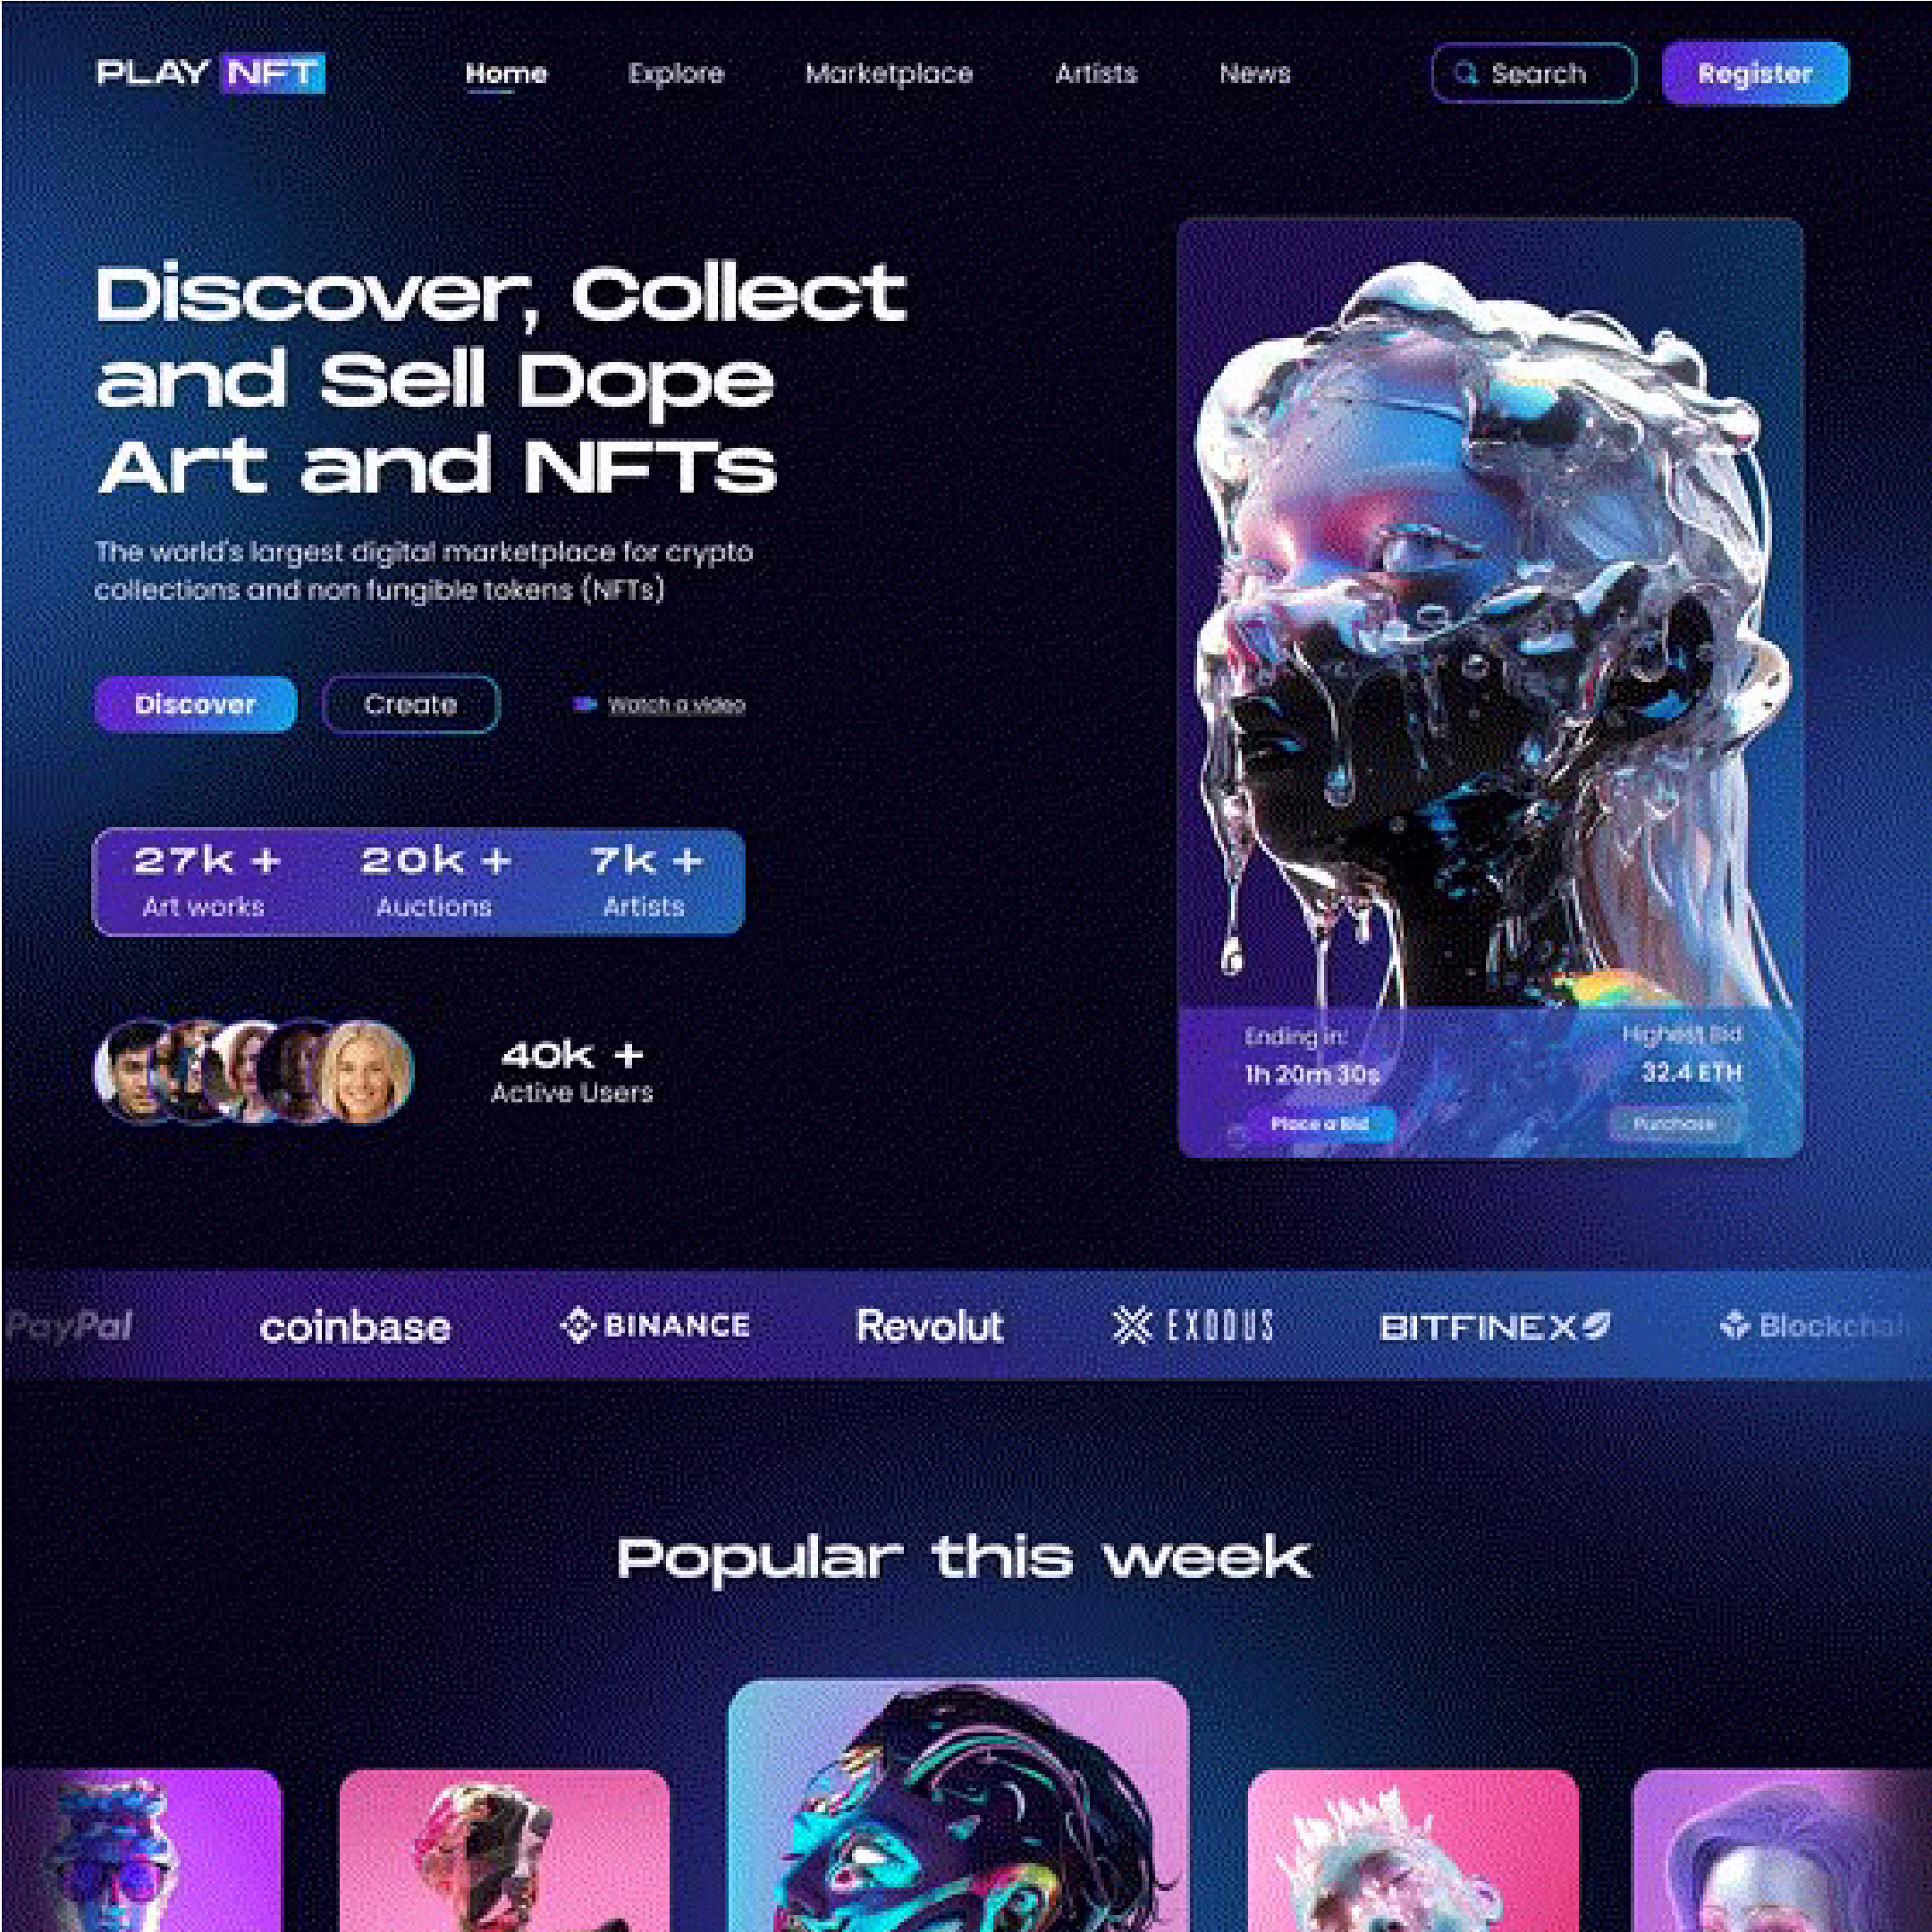 PLAY NFT
Home Explore Marketplace Artists News Search Register
Discover, Collect
and Sell Dope
Art and NFTs
The world's largest digital marketplace for crypto
collections and non fungible tokens (NFTs)
Discover Create Watch a video
27k + 20k + 7k +
Art works Auctions Artists
40k +
Active Users
Ending in: Highest Bid
1h 20m 30s 32.4 ETH
Place a Bid Purchase
PayPal coinbase BINANCE Revolut EXODUS BITFINEX Blockchain
Popular this week